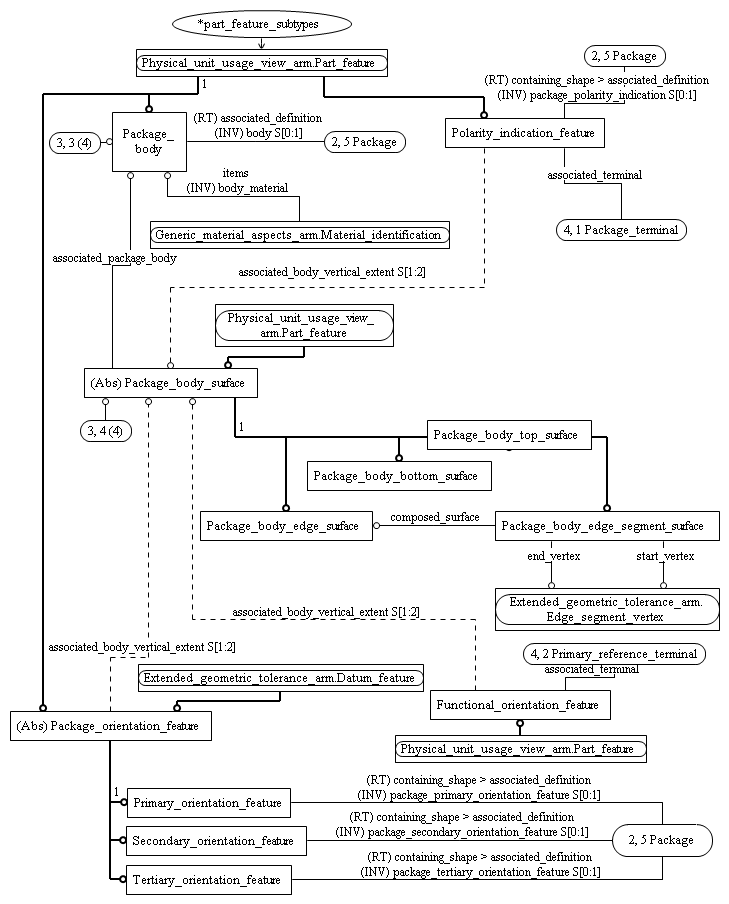 *part_feature_subtypes
Physical_unit_usage_view_arm.Part_feature
1
2, 5 Package
(RT) containing_shape > associated_definition
(INV) package_polarity_indication S[0:1]
Package_
body
3, 3 (4)
(RT) associated_definition
(INV) body S[0:1]
2, 5 Package
Polarity_indication_feature
items
(INV) body_material
associated_terminal
Generic_material_aspects_arm.Material_identification
4, 1 Package_terminal
associated_package_body
associated_body_vertical_extent S[1:2]
Physical_unit_usage_view_
arm.Part_feature
(Abs) Package_body_surface
3, 4 (4)
1
Package_body_top_surface
Package_body_bottom_surface
Package_body_edge_surface
composed_surface
Package_body_edge_segment_surface
end_vertex
start_vertex
Extended_geometric_tolerance_arm.
Edge_segment_vertex
associated_body_vertical_extent S[1:2]
associated_body_vertical_extent S[1:2]
4, 2 Primary_reference_terminal
associated_terminal
Extended_geometric_tolerance_arm.Datum_feature
Functional_orientation_feature
(Abs) Package_orientation_feature
Physical_unit_usage_view_arm.Part_feature
1
Primary_orientation_feature
(RT) containing_shape > associated_definition
(INV) package_primary_orientation_feature S[0:1]
Secondary_orientation_feature
(RT) containing_shape > associated_definition
(INV) package_secondary_orientation_feature S[0:1]
2, 5 Package
Tertiary_orientation_feature
(RT) containing_shape > associated_definition
(INV) package_tertiary_orientation_feature S[0:1]